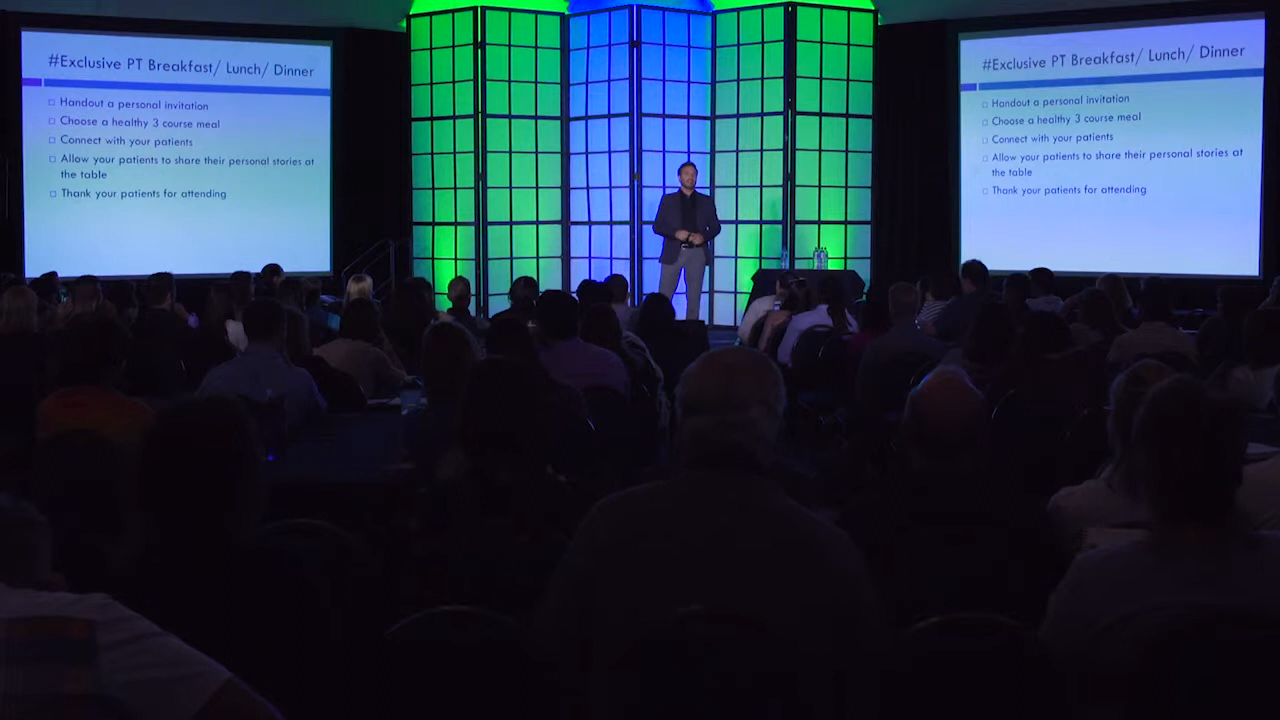 #Exclusive PT Breakfast/ Lunch/ Dinner
Handout a personal invitation
Choose a healthy 3 course meal
Connect with your patients
Allow your patients to share their personal stories at
the table
Thank your patients for attending
#Exclusive PT Breakfast/ Lunch/ Dinner
Handout a personal invitation
Choose a healthy 3 course meal
Connect with your patients
Allow your patients to share their personal stories at
the table
Thank your patients for attending